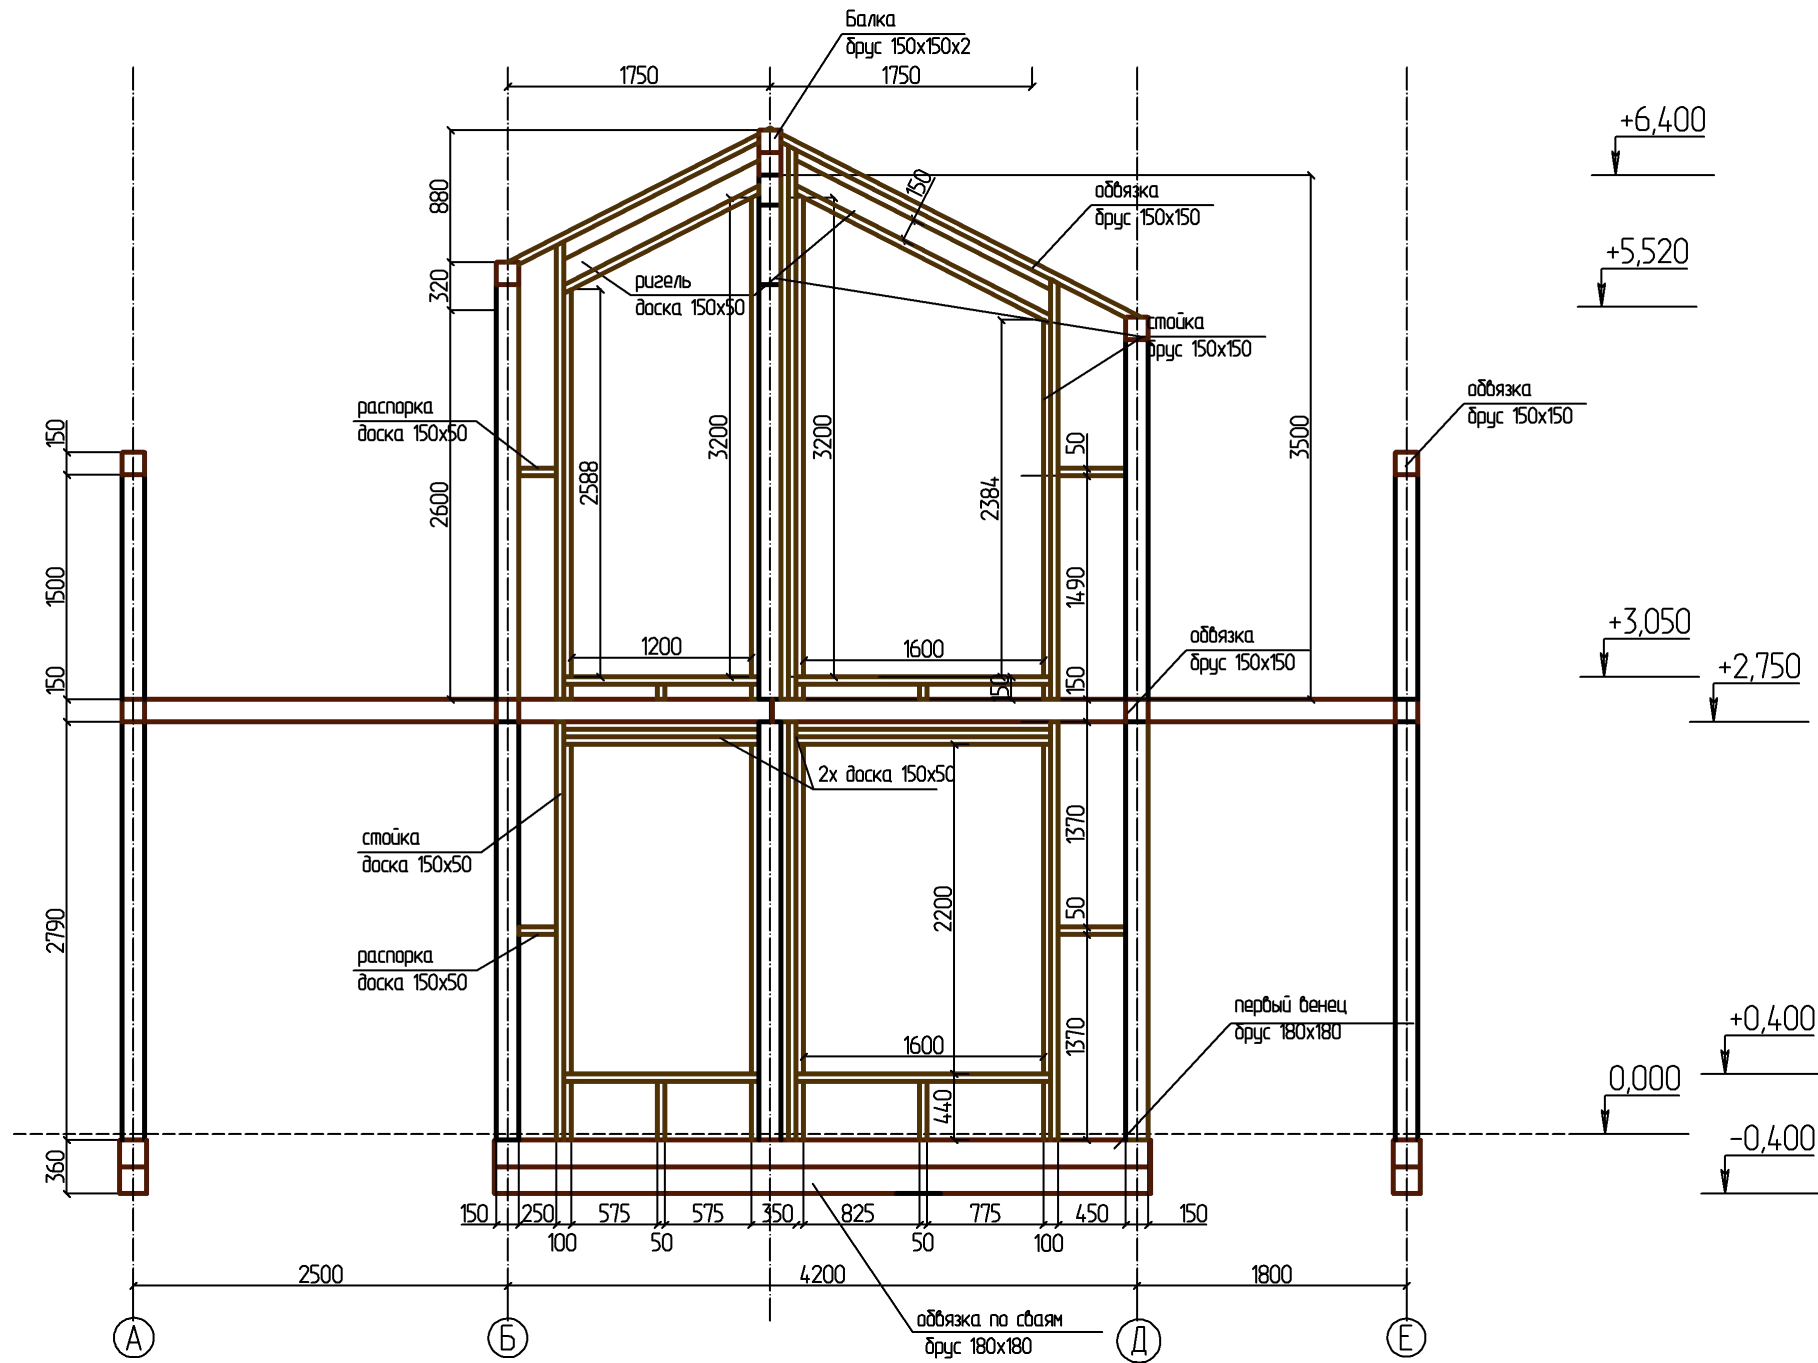 Балка
брус 150х150х2
1750
1750
+6,400
880
150
обвязка
брус 150х150
+5,520
320
ригель
доска 150х50
стойка
брус 150х150
обвязка
брус 150х150
распорка
доска 150х50
150
3200
3200
50
3500
2588
2384
2600
1500
1490
+3,050
обвязка
брус 150х150
1200
1600
+2,750
150
50
150
2х доска 150х50
стойка
доска 150х50
1370
2200
50
2790
распорка
доска 150х50
первый венец
брус 180х180
+0,400
1600
1370
0,000
440
-0,400
360
150
250
575
575
350
825
775
450
150
100
50
50
100
2500
4200
1800
обвязка по сваям
брус 180х180
А
Б
Д
Е